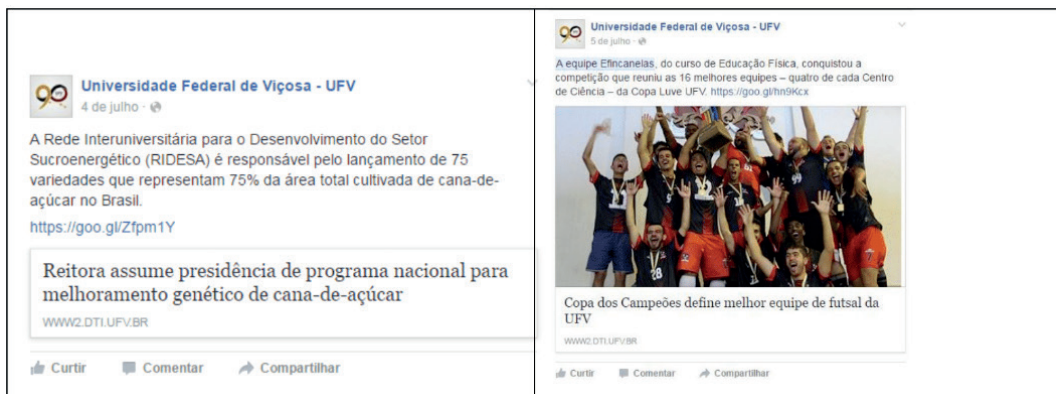 90
Universidade Federal de Viçosa - UFV
4 de julho ·
A Rede Interuniversitária para o Desenvolvimento do Setor
Sucroenergético (RIDESA) é responsável pelo lançamento de 75
variedades que representam 75% da área total cultivada de cana-de-
açúcar no Brasil.
https://goo.gl/Zfpm1Y
Reitora assume presidência de programa nacional para
melhoramento genético de cana-de-açúcar
WWW2.DTI.UFV.BR
Curtir Comentar Compartilhar
90
Universidade Federal de Viçosa - UFV
5 de julho ·
A equipe Efincanelas, do curso de Educação Física, conquistou a
competição que reuniu as 16 melhores equipes – quatro de cada Centro
de Ciência – da Copa Luve UFV. https://goo.gl/hn9Kcx
12
28
Copa dos Campeões define melhor equipe de futsal da
UFV
WWW2.DTI.UFV.BR
Curtir Comentar Compartilhar